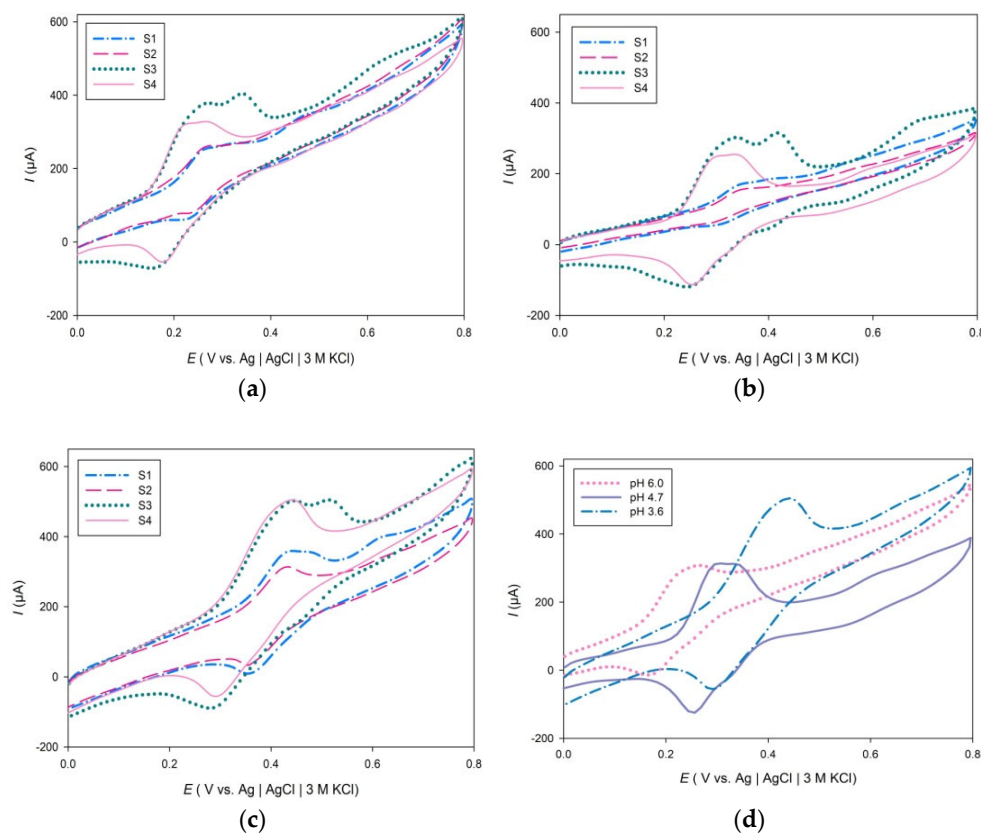 600
400
200
0
-200
I (µA)
S1
S2
S3
S4
0.0 0.2 0.4 0.6 0.8
E ( V vs. Ag | AgCl | 3 M KCl)
(a)
600
400
200
0
-200
I (µA)
S1
S2
S3
S4
0.0 0.2 0.4 0.6 0.8
E ( V vs. Ag | AgCl | 3 M KCl)
(b)
600
400
200
0
-200
I (µA)
S1
S2
S3
S4
0.0 0.2 0.4 0.6 0.8
E ( V vs. Ag | AgCl | 3 M KCl)
(c)
600
400
200
0
-200
I (µA)
pH 6.0
pH 4.7
pH 3.6
0.0 0.2 0.4 0.6 0.8
E ( V vs. Ag | AgCl | 3 M KCl)
(d)